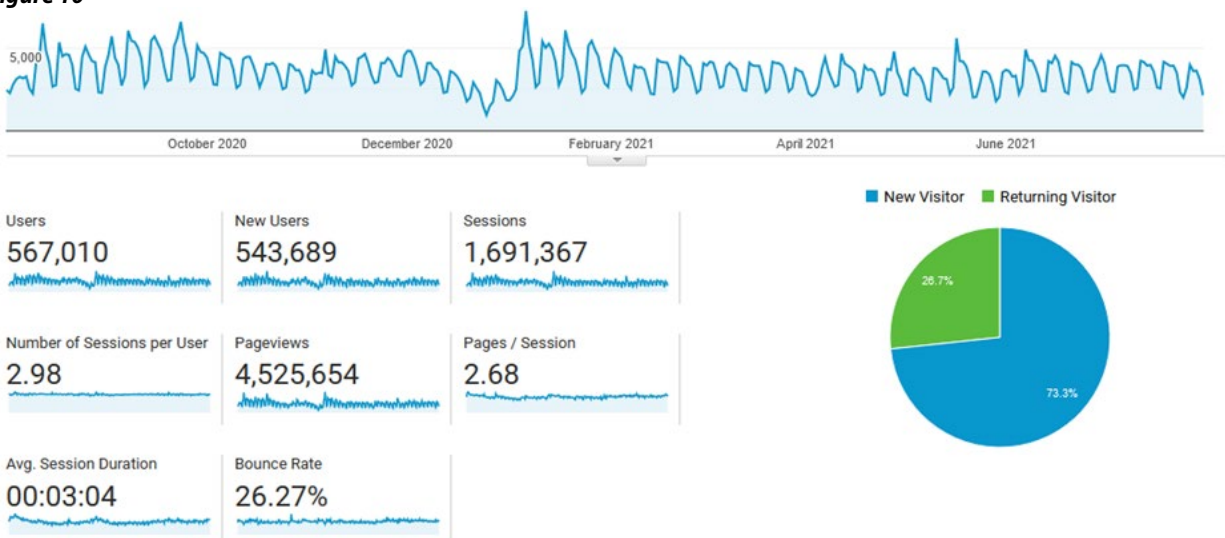 5,000
October 2020 December 2020 February 2021 April 2021 June 2021
New Visitor Returning Visitor
Users New Users Sessions
567,010 543,689 1,691,367
26.7%
Number of Sessions per User Pageviews Pages / Session
2.98 4,525,654 2.68
73.3%
Avg. Session Duration Bounce Rate
00:03:04 26.27%